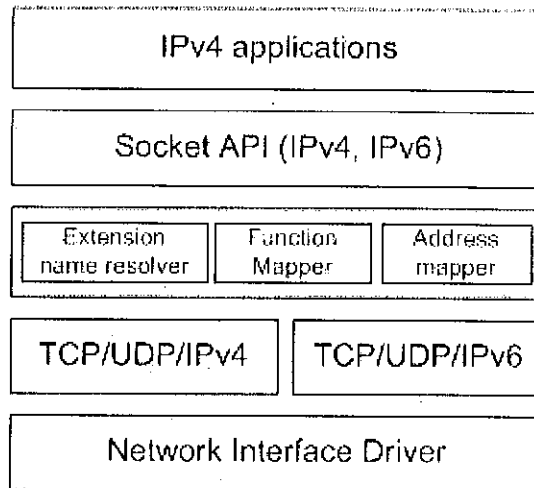 IPv4 applications
Socket API (IPv4, IPv6)
Extension
name resolver
Function
Mapper
Address
mapper
TCP/UDP/IPv4
TCP/UDP/IPv6
Network Interface Driver